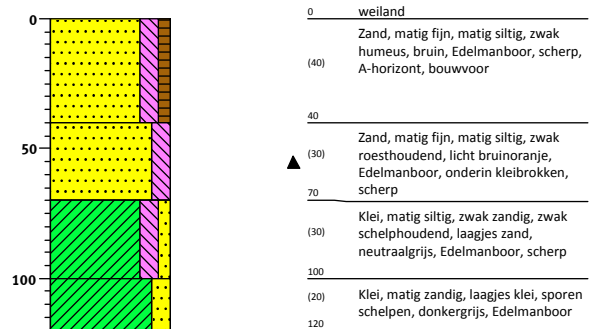 0
50
100
0 weiland
Zand, matig fijn, matig siltig, zwak
humeus, bruin, Edelmanboor, scherp,
(40)
A-horizont, bouwvoor
40
Zand, matig fijn, matig siltig, zwak
(30) roesthoudend, licht bruinoranje,
Edelmanboor, onderin kleibrokken,
scherp
70
Klei, matig siltig, zwak zandig, zwak
(30) schelphoudend, laagjes zand,
neutraalgrijs, Edelmanboor, scherp
100
(20) Klei, matig zandig, laagjes klei, sporen
schelpen, donkergrijs, Edelmanboor
120